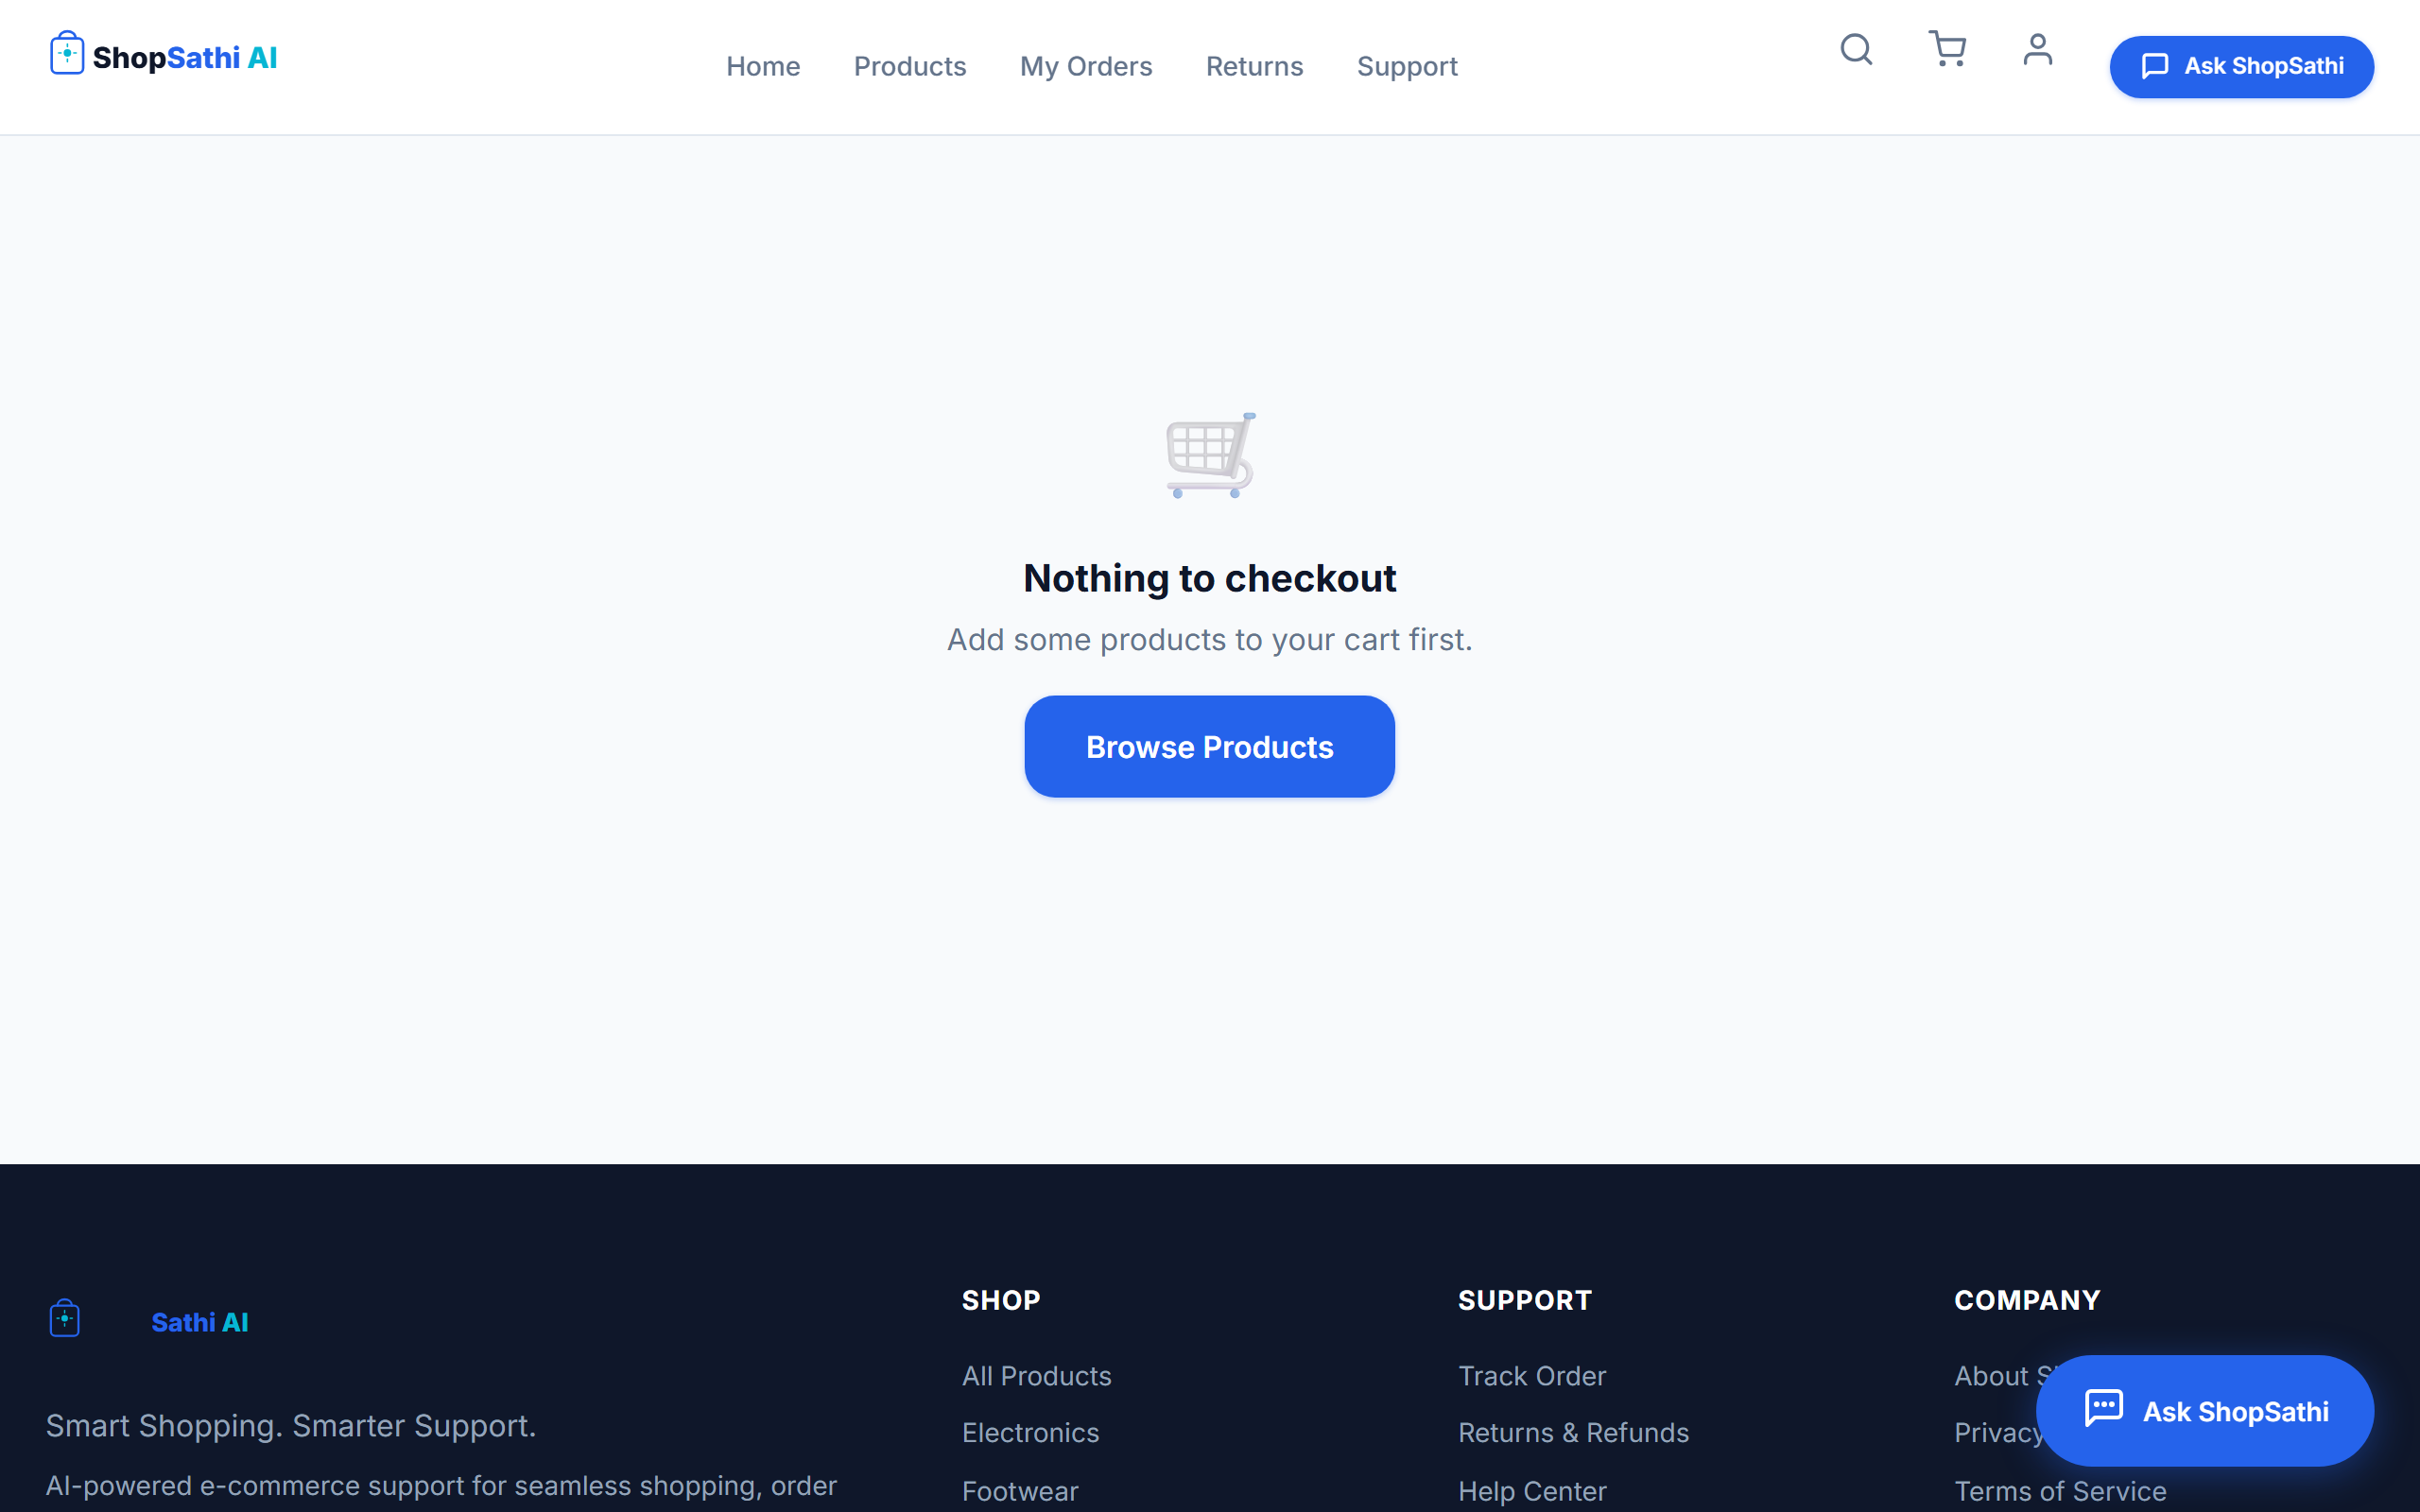 ShopSathi AI
Home Products My Orders Returns Support
Ask ShopSathi
Nothing to checkout
Add some products to your cart first.
Browse Products
Sathi AI
Smart Shopping. Smarter Support.
AI-powered e-commerce support for seamless shopping, order
SHOP
All Products
Electronics
Footwear
SUPPORT
Track Order
Returns & Refunds
Help Center
COMPANY
About
Privacy
Terms of Service
Ask ShopSathi